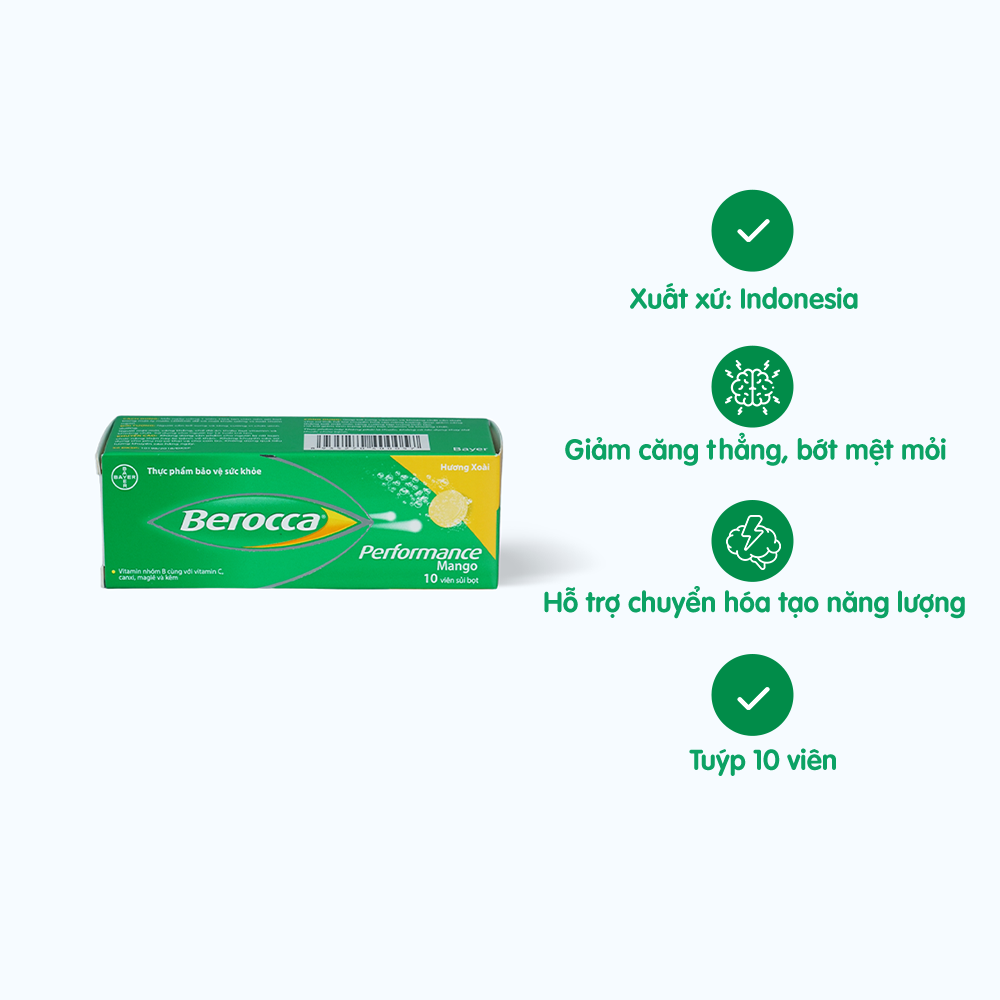 Bayer
BAYER
Thực phẩm bảo vệ sức khỏe
Hương Xoài
Berocca
Performance
Mango
10 viên sủi bọt
• Vitamin nhóm B cùng với vitamin C,
canxi, magiê và kẽm
Xuất xứ: Indonesia
Giảm căng thẳng, bớt mệt mỏi
Hỗ trợ chuyển hóa tạo năng lượng
Tuýp 10 viên